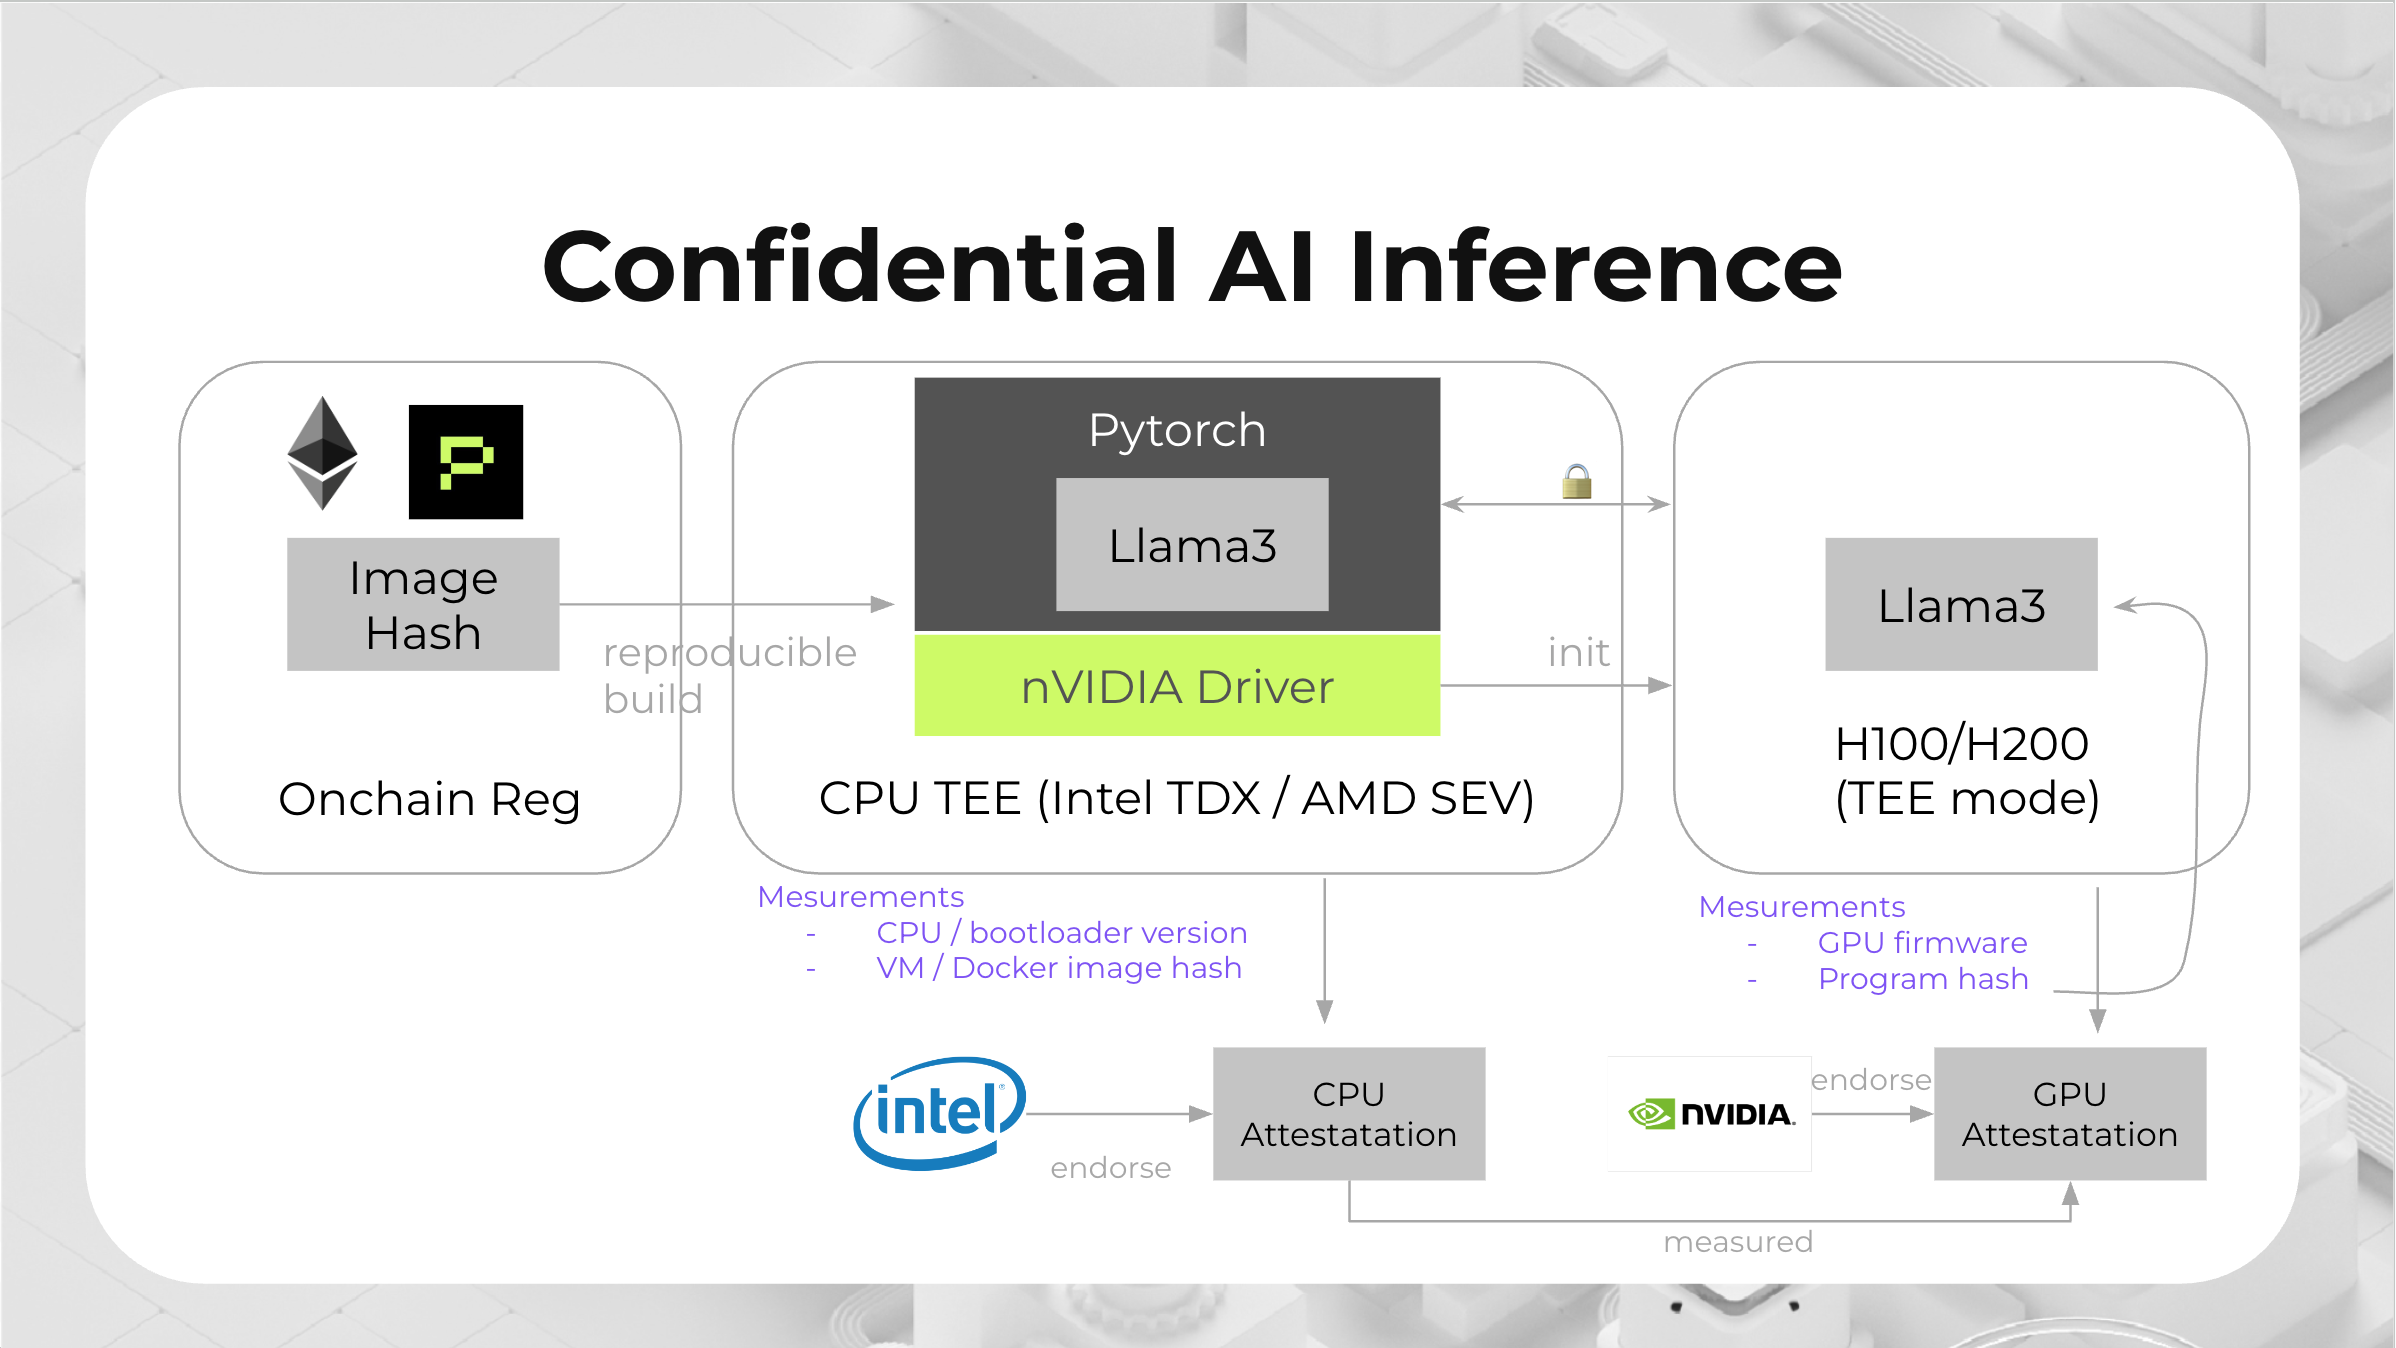 Confidential AI Inference
Image
Hash
Onchain Reg
reproducible
build
Pytorch
Llama3
nVIDIA Driver
CPU TEE (Intel TDX / AMD SEV)
init
Llama3
H100/H200
(TEE mode)
Mesurements
- CPU / bootloader version
- VM / Docker image hash
Mesurements
- GPU firmware
- Program hash
intel®
endorse
CPU
Attestatation
nVIDIA.
endorse
GPU
Attestatation
measured